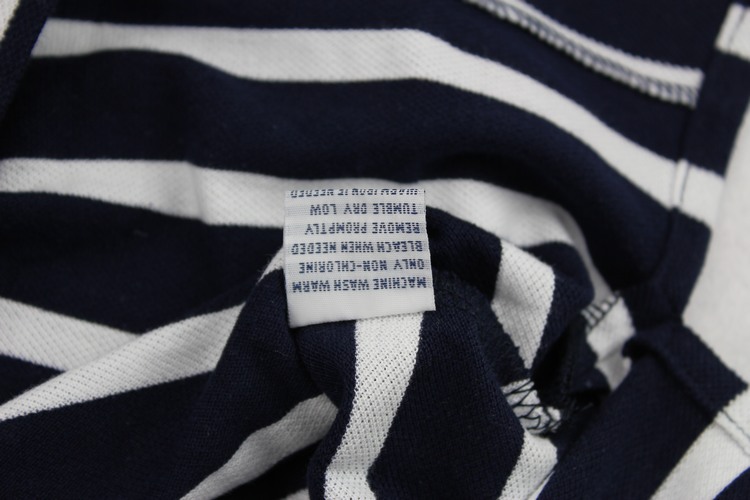 MACHINE WASH WARM
ONLY NON-CHLORINE
BLEACH WHEN NEEDED
REMOVE PROMPTLY
TUMBLE DRY LOW
WARM IRON IF NEEDED